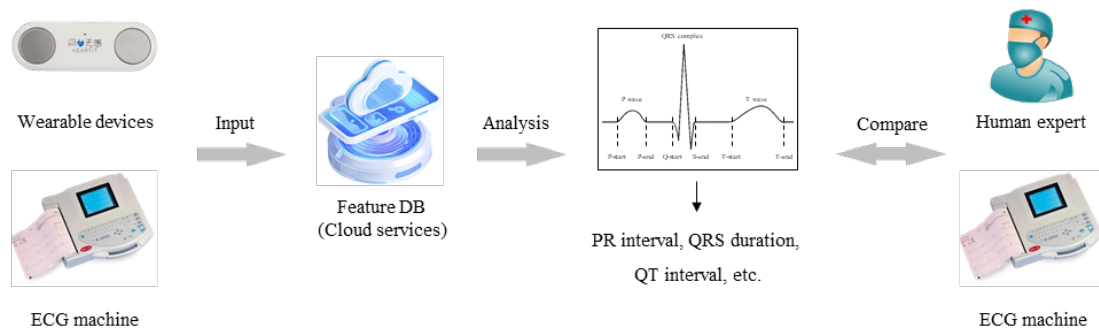 HEARTIT
Wearable devices
ECG machine
Input
Feature DB
(Cloud services)
Analysis
QRS complex
P wave
T wave
P-start
P-end
Q-start
S-end
T-start
T-end
PR interval, QRS duration,
QT interval, etc.
Compare
Human expert
ECG machine